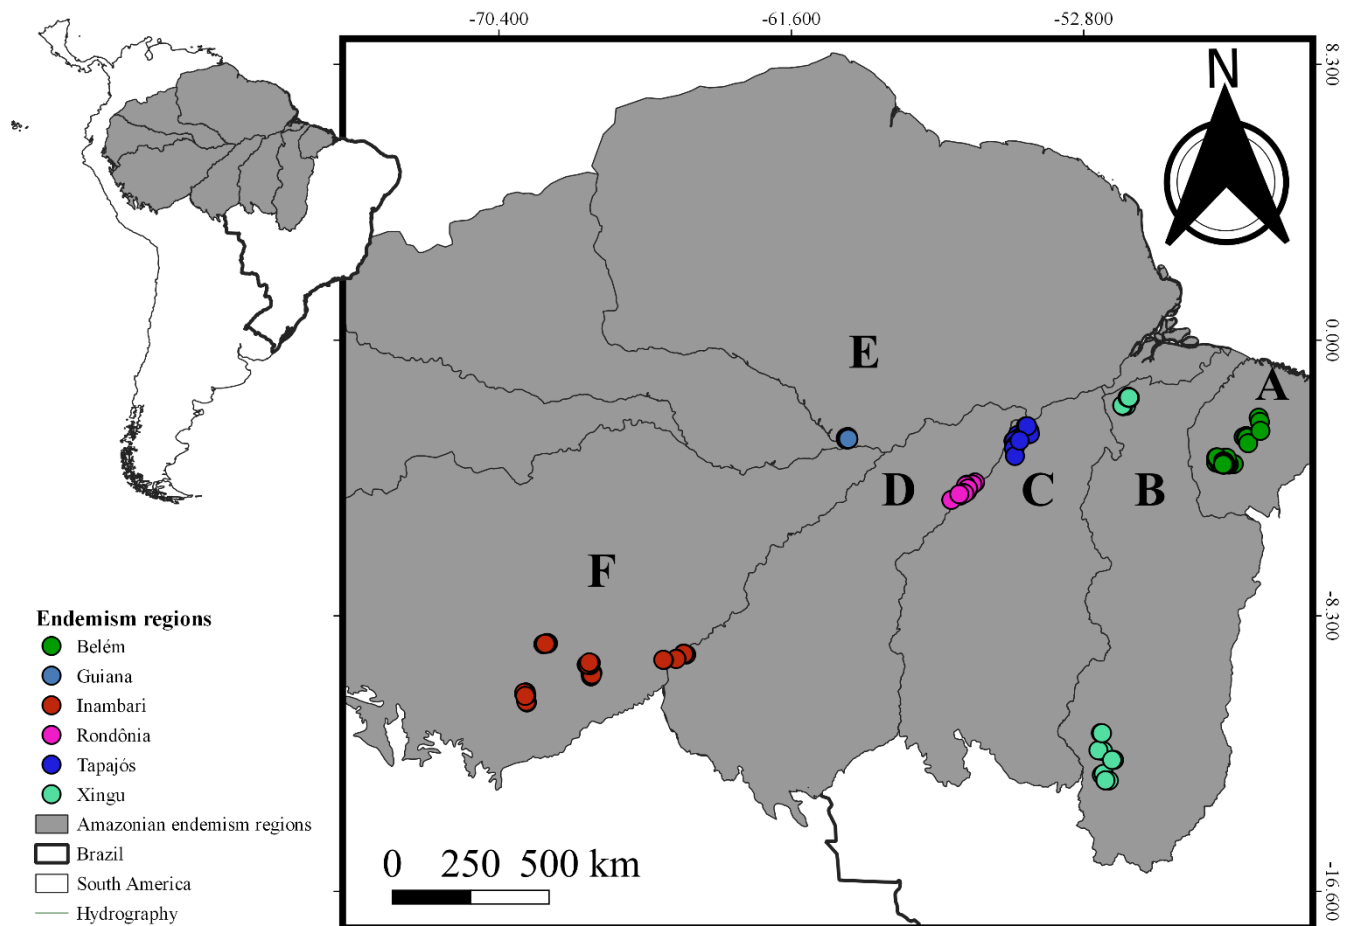 -70.400 -61.600 -52.800
N
8.300
0.000
-8.300
-16.600
A
E
D C B
F
Endemism regions
Belém
Guiana
Inambari
Rondônia
Tapajós
Xingu
Amazonian endemism regions
Brazil
South America
Hydrography
0 250 500 km